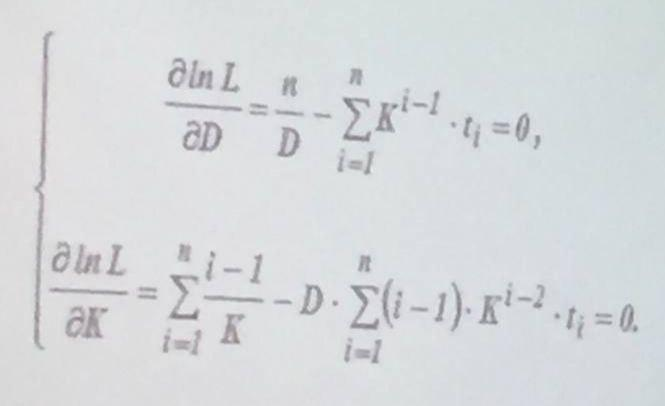 ∂ln L/∂D = n/D − ∑_{i=1}^{n} K^{i−1} · t_i = 0,
∂ln L/∂K = ∑_{i=1}^{n} (i−1)/K − D · ∑_{i=1}^{n} (i−1) · K^{i−2} · t_i = 0.